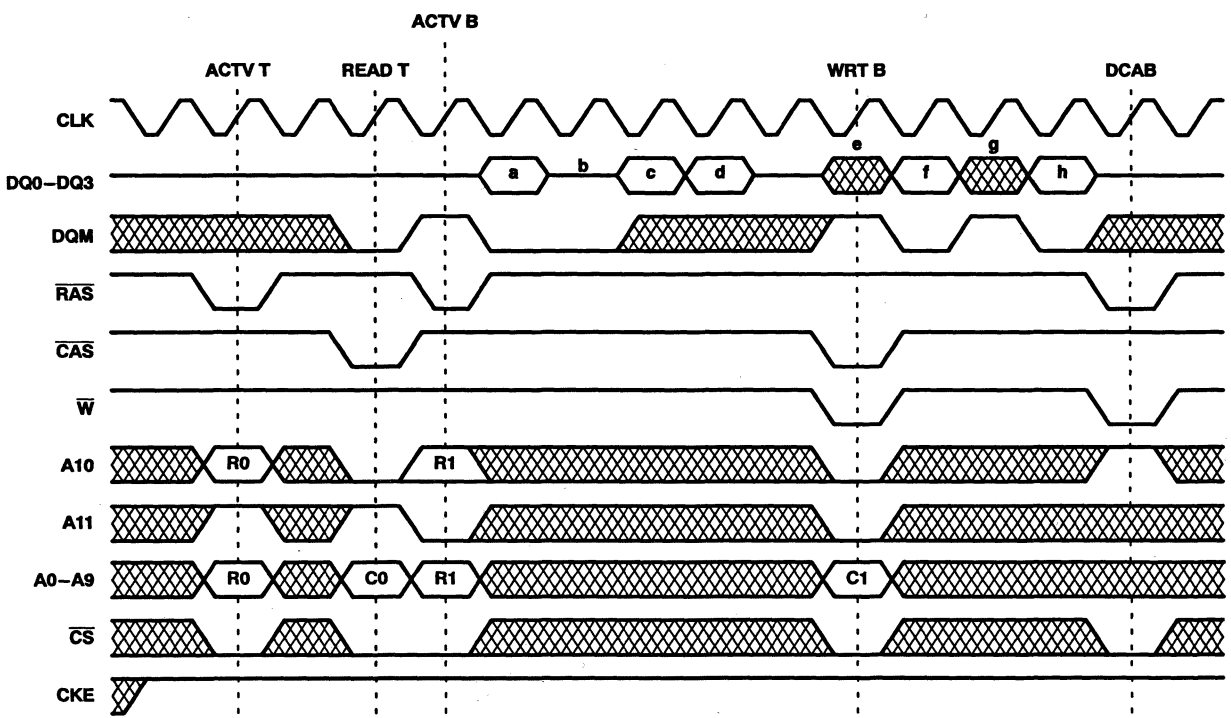 ACTV B
ACTV T READ T WRT B DCAB
CLK
e g
DQ0–DQ3 a b c d f h
DQM
RAS
CAS
W
A10 R0 R1
A11
A0–A9 R0 C0 R1 C1
CS
CKE